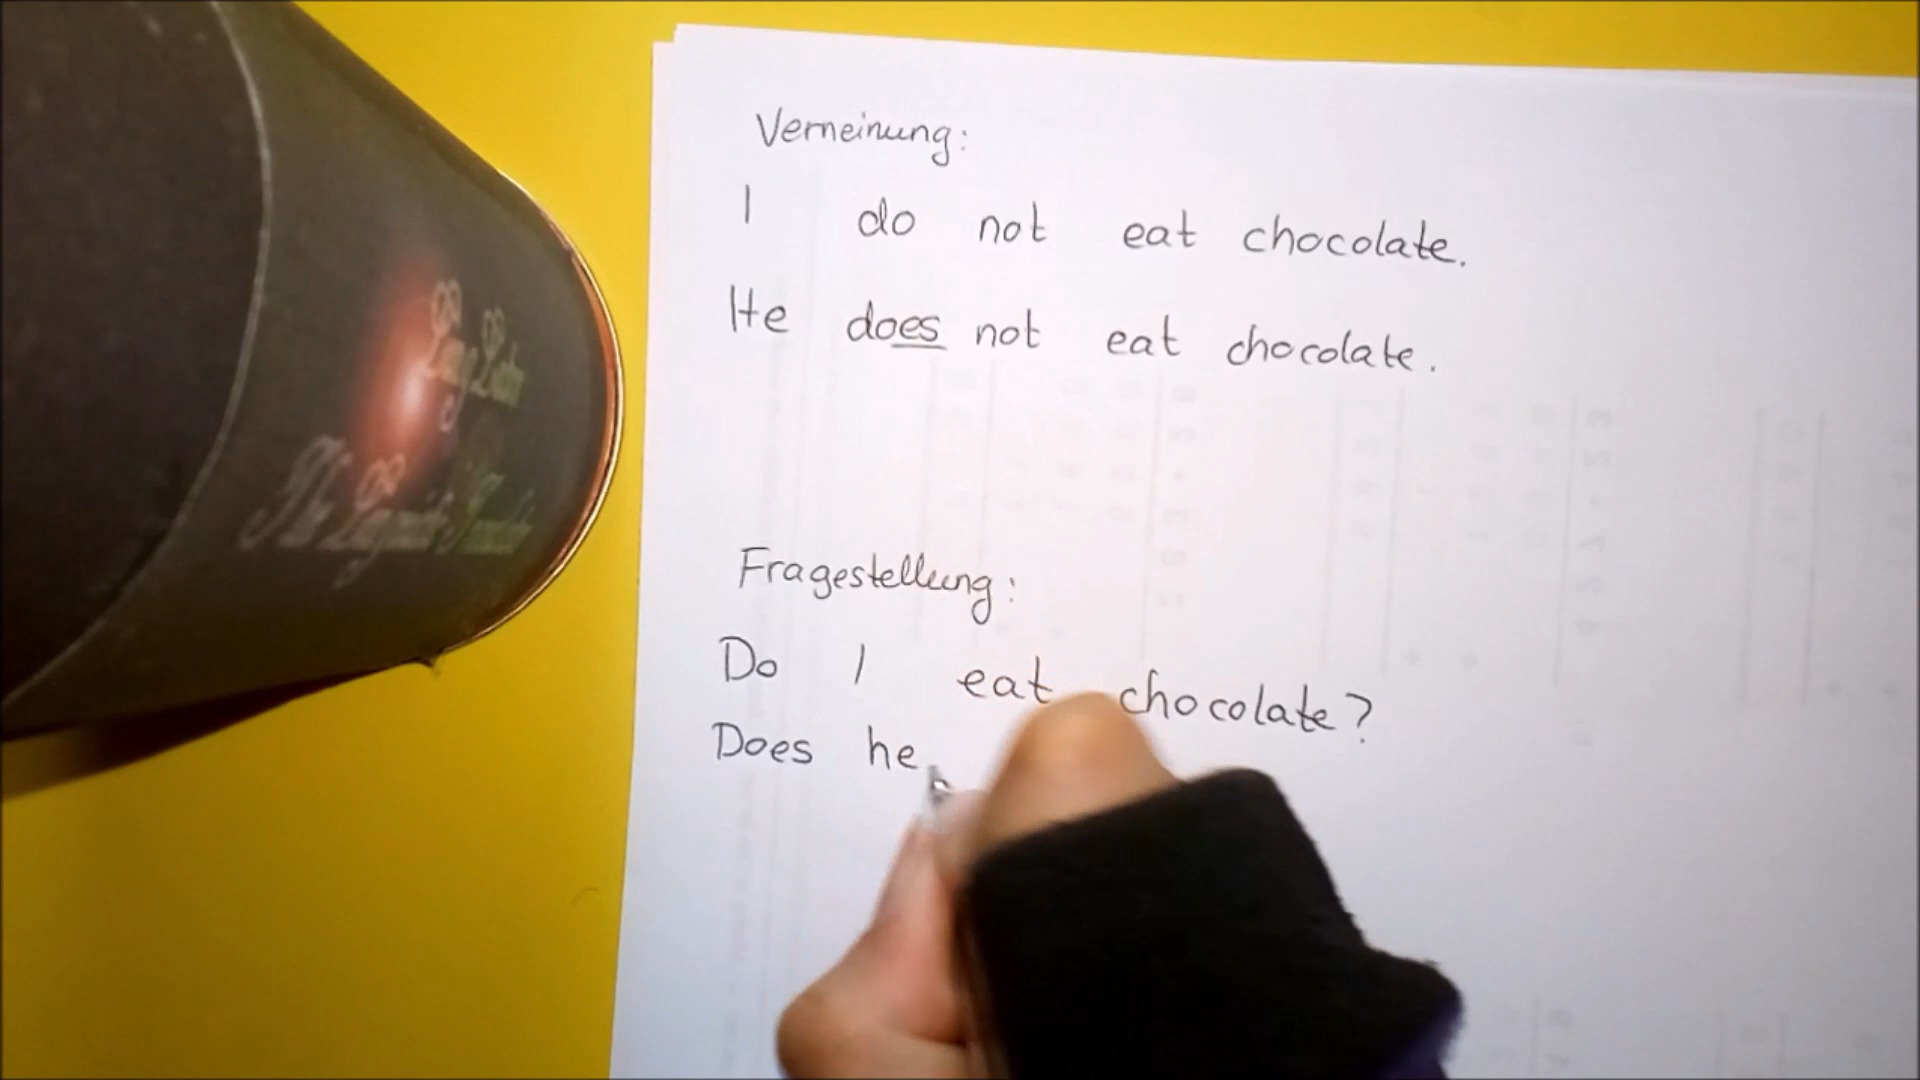 Verneinung:
I do not eat chocolate.
He does not eat chocolate.
Fragestellung:
Do I eat chocolate?
Does he